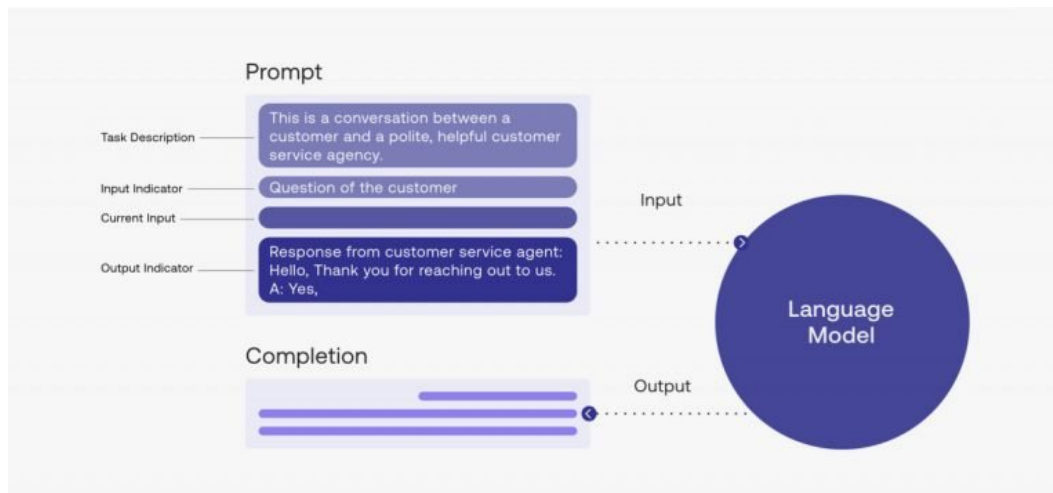 Prompt
Task Description
This is a conversation between a
customer and a polite, helpful customer
service agency.
Input Indicator
Question of the customer
Current Input
Output Indicator
Response from customer service agent:
Hello, Thank you for reaching out to us.
A: Yes,
Input
Language
Model
Completion
Output